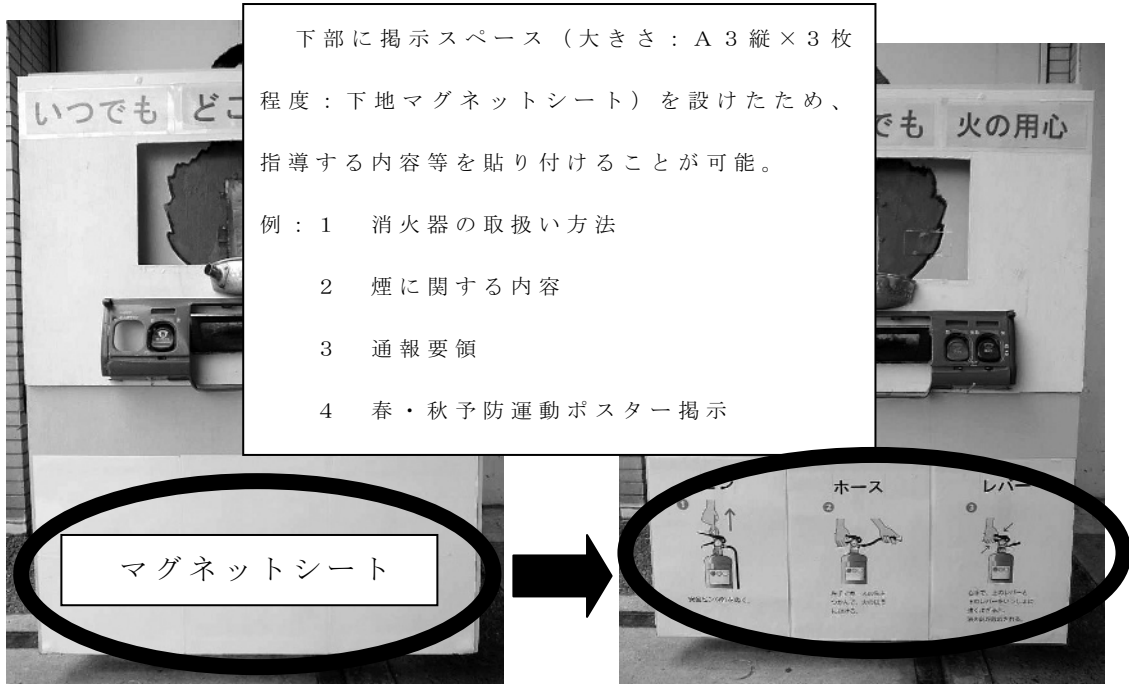 下部に掲示スペース（大きさ：Ａ３縦×３枚
程度：下地マグネットシート）を設けたため、
指導する内容等を貼り付けることが可能。
例：１　消火器の取扱い方法
２　煙に関する内容
３　通報要領
４　春・秋予防運動ポスター掲示
いつでも どこ
でも 火の用心
マグネットシート
ホース
レバー
①
②
③